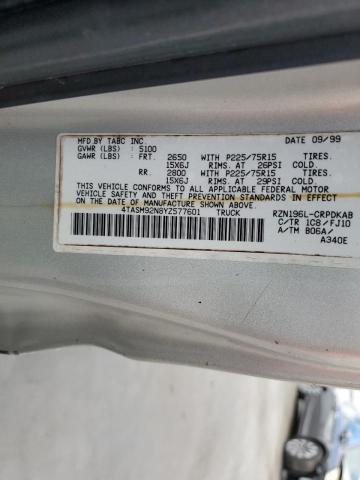 MFD BY TABC INC. DATE 09/99
GVWR (LBS) : 5100
GAWR (LBS) : FRT. 2650 WITH P225/75R15 TIRES.
15X6J RIMS. AT 26PSI COLD.
RR. 2800 WITH P225/75R15 TIRES.
15X6J RIMS. AT 29PSI COLD.
THIS VEHICLE CONFORMS TO ALL APPLICABLE FEDERAL MOTOR
VEHICLE SAFETY AND THEFT PREVENTION STANDARDS IN EFFECT
ON THE DATE OF MANUFACTURE SHOWN ABOVE.
4TASM92N8YZ577601 TRUCK RZN196L-CRPDKAB
C/TR 1C8/FJ10
A/TM B06A/
A340E